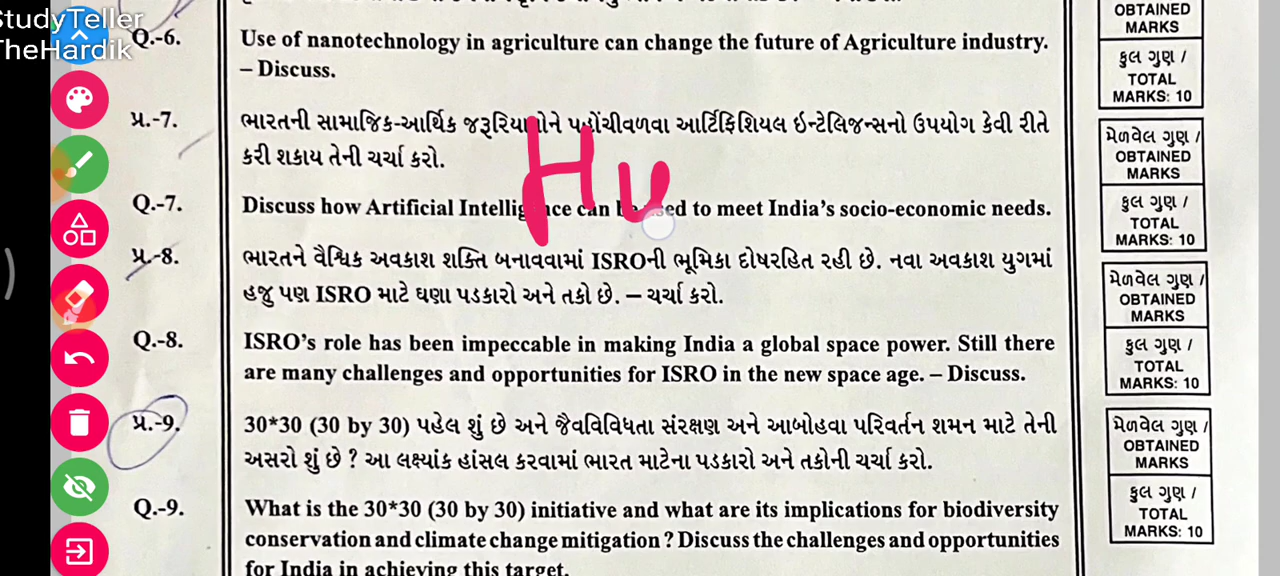 StudyTeller
TheHardik
Q.-6.
Use of nanotechnology in agriculture can change the future of Agriculture industry.
– Discuss.
OBTAINED
MARKS
કુલ ગુણ /
TOTAL
MARKS: 10
પ્ર.-7.
ભારતની સામાજિક-આર્થિક જરૂરિયાતોને પહોંચીવળવા આર્ટિફિશિયલ ઇન્ટેલિજન્સનો ઉપયોગ કેવી રીતે
કરી શકાય તેની ચર્ચા કરો.
Hu
મેળવેલ ગુણ /
OBTAINED
MARKS
Q.-7.
Discuss how Artificial Intelligence can be used to meet India's socio-economic needs.
કુલ ગુણ /
TOTAL
MARKS: 10
પ્ર.-8.
ભારતને વૈશ્વિક અવકાશ શક્તિ બનાવવામાં ISROની ભૂમિકા દોષરહિત રહી છે. નવા અવકાશ યુગમાં
હજુ પણ ISRO માટે ઘણા પડકારો અને તકો છે. – ચર્ચા કરો.
મેળવેલ ગુણ /
OBTAINED
MARKS
Q.-8.
ISRO's role has been impeccable in making India a global space power. Still there
are many challenges and opportunities for ISRO in the new space age. – Discuss.
કુલ ગુણ /
TOTAL
MARKS: 10
પ્ર.-9.
30*30 (30 by 30) પહેલ શું છે અને જૈવવિવિધતા સંરક્ષણ અને આબોહવા પરિવર્તન શમન માટે તેની
અસરો શું છે ? આ લક્ષ્યાંક હાંસલ કરવામાં ભારત માટેના પડકારો અને તકોની ચર્ચા કરો.
મેળવેલ ગુણ /
OBTAINED
MARKS
Q.-9.
What is the 30*30 (30 by 30) initiative and what are its implications for biodiversity
conservation and climate change mitigation ? Discuss the challenges and opportunities
for India in achieving this target.
કુલ ગુણ /
TOTAL
MARKS: 10